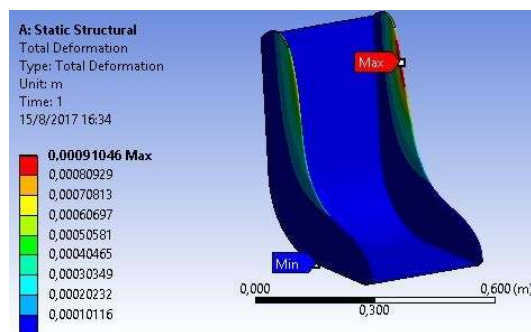 A: Static Structural
Total Deformation
Type: Total Deformation
Unit: m
Time: 1
15/8/2017 16:34
0,00091046 Max
0,00080929
0,00070813
0,00060697
0,00050581
0,00040465
0,00030349
0,00020232
0,00010116
Max
Min
0,000
0,600 (m)
0,300